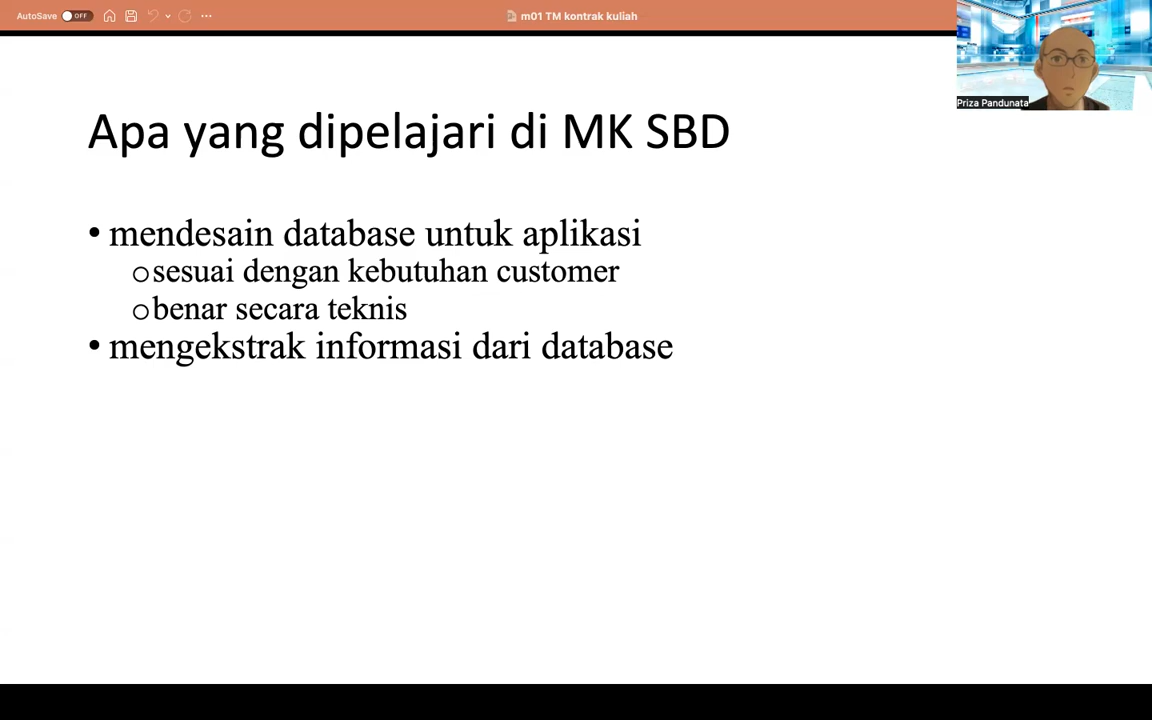 AutoSave OFF
m01 TM kontrak kuliah
Priza Pandunata
Apa yang dipelajari di MK SBD
• mendesain database untuk aplikasi
o sesuai dengan kebutuhan customer
o benar secara teknis
• mengekstrak informasi dari database